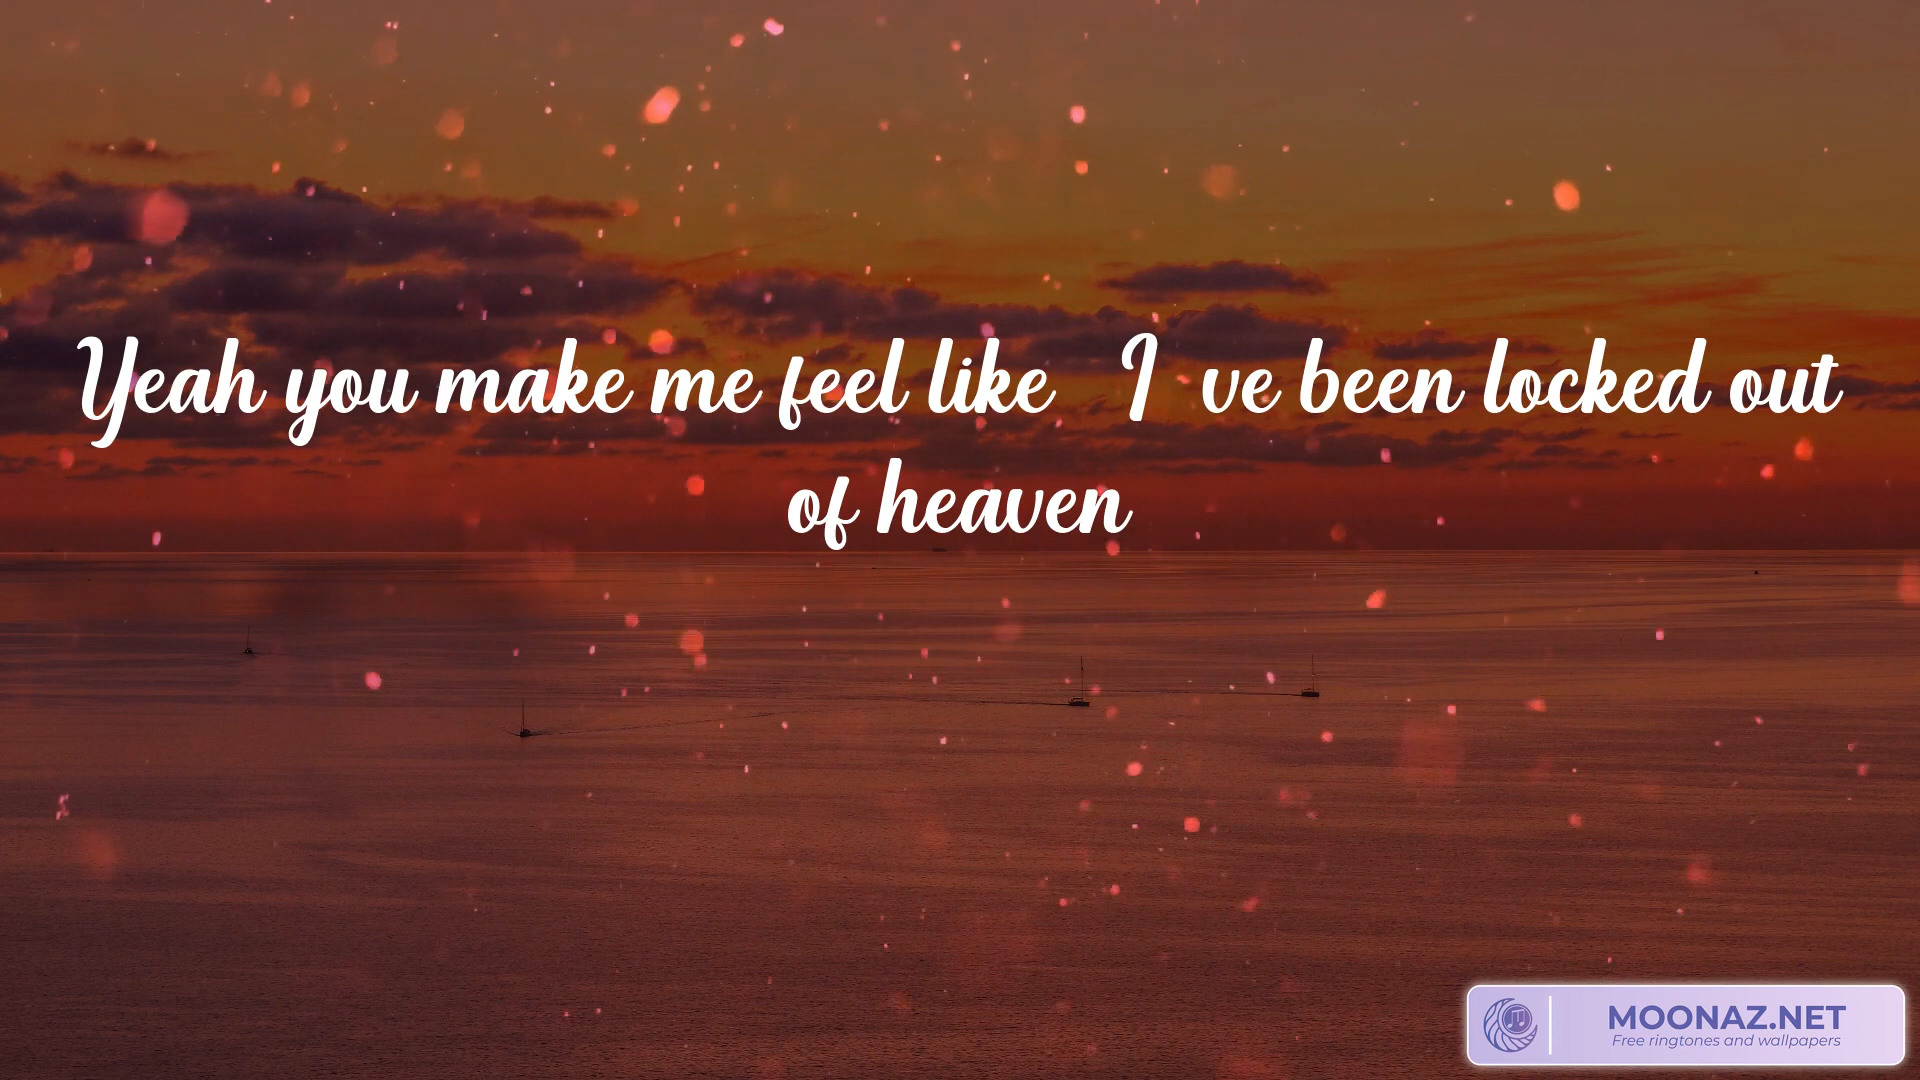 Yeah you make me feel like I ve been locked out
of heaven
MOONAZ.NET
Free ringtones and wallpapers